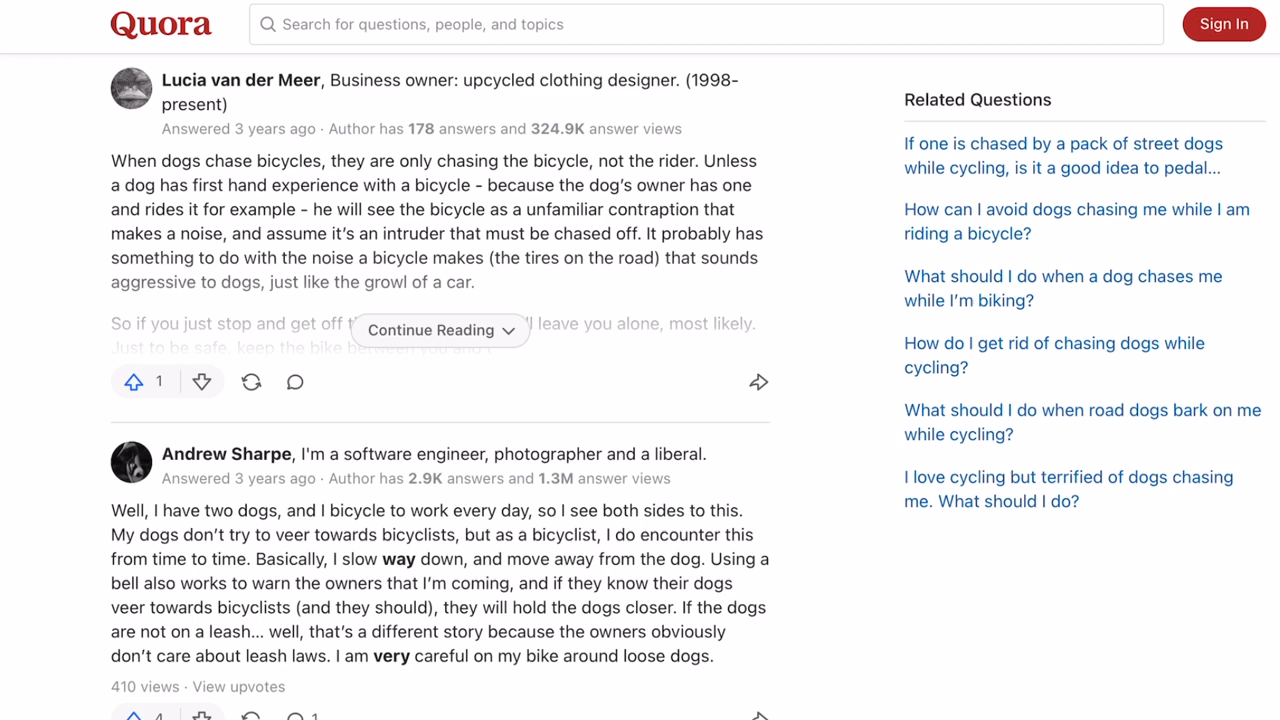 Quora
Search for questions, people, and topics
Sign In
Lucia van der Meer, Business owner: upcycled clothing designer. (1998-
present)
Answered 3 years ago · Author has 178 answers and 324.9K answer views
When dogs chase bicycles, they are only chasing the bicycle, not the rider. Unless
a dog has first hand experience with a bicycle - because the dog’s owner has one
and rides it for example - he will see the bicycle as a unfamiliar contraption that
makes a noise, and assume it’s an intruder that must be chased off. It probably has
something to do with the noise a bicycle makes (the tires on the road) that sounds
aggressive to dogs, just like the growl of a car.
So if you just stop and get off
leave you alone, most likely.
Continue Reading
Just to be safe, keep the bike between you and
1
Andrew Sharpe, I'm a software engineer, photographer and a liberal.
Answered 3 years ago · Author has 2.9K answers and 1.3M answer views
Well, I have two dogs, and I bicycle to work every day, so I see both sides to this.
My dogs don’t try to veer towards bicyclists, but as a bicyclist, I do encounter this
from time to time. Basically, I slow way down, and move away from the dog. Using a
bell also works to warn the owners that I’m coming, and if they know their dogs
veer towards bicyclists (and they should), they will hold the dogs closer. If the dogs
are not on a leash… well, that’s a different story because the owners obviously
don’t care about leash laws. I am very careful on my bike around loose dogs.
410 views · View upvotes
4
1
Related Questions
If one is chased by a pack of street dogs
while cycling, is it a good idea to pedal...
How can I avoid dogs chasing me while I am
riding a bicycle?
What should I do when a dog chases me
while I’m biking?
How do I get rid of chasing dogs while
cycling?
What should I do when road dogs bark on me
while cycling?
I love cycling but terrified of dogs chasing
me. What should I do?